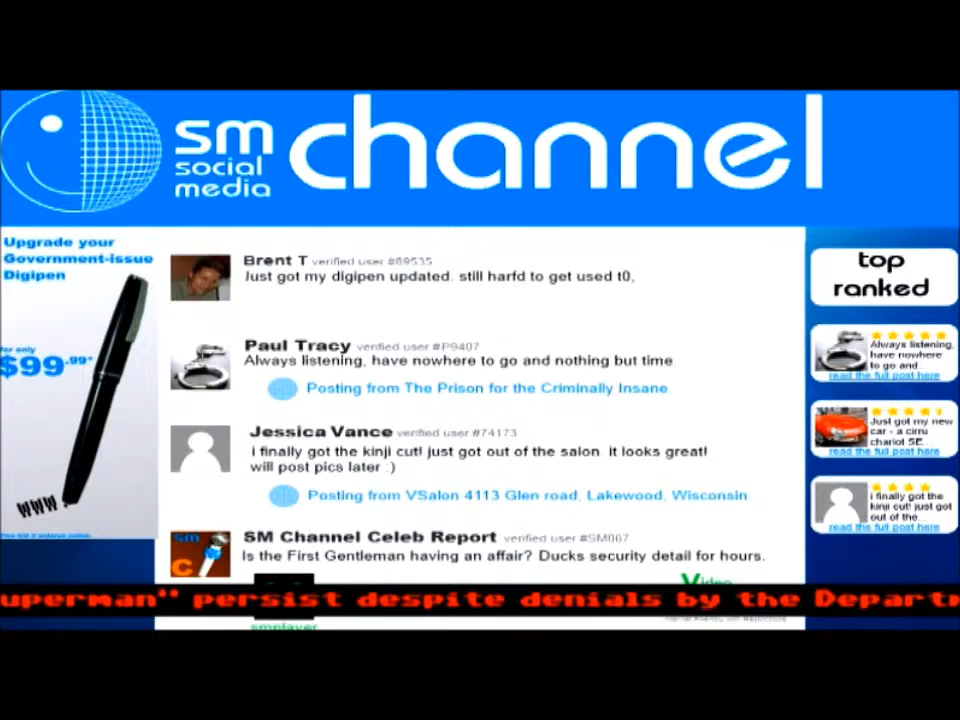 sm
social
media
channel
Upgrade your
Government-issue
Digipen
for only
$99.99*
www.
Brent T verified user #89535
Just got my digipen updated. still harfd to get used t0,
Paul Tracy verified user #P9407
Always listening, have nowhere to go and nothing but time
Posting from The Prison for the Criminally Insane
Jessica Vance verified user #74173
i finally got the kinji cut! just got out of the salon. it looks great!
will post pics later :)
Posting from VSalon 4113 Glen road, Lakewood, Wisconsin
sm
C
SM Channel Celeb Report verified user #SM067
Is the First Gentleman having an affair? Ducks security detail for hours.
Video
uperman" persist despite denials by the Departm
smplayer
top
ranked
Always listening,
have nowhere
to go and...
read the full post here
Just got my new
car - a cirru
chariot SE...
read the full post here
i finally got the
kinji cut! just got
out of the...
read the full post here